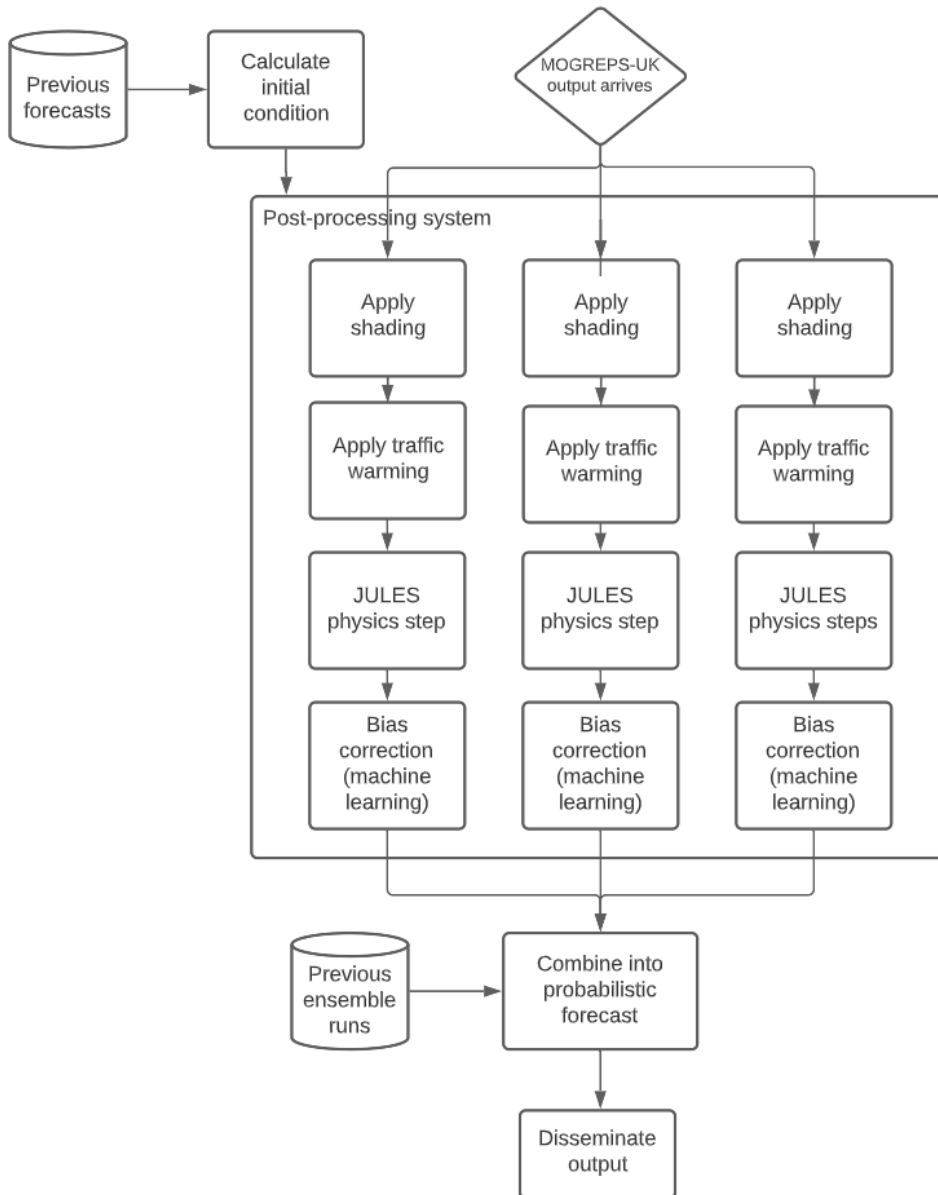 Previous
forecasts
Calculate
initial
condition
MOGREPS-UK
output arrives
Post-processing system
Apply
shading
Apply
shading
Apply
shading
Apply traffic
warming
Apply traffic
warming
Apply traffic
warming
JULES
physics step
JULES
physics step
JULES
physics steps
Bias
correction
(machine
learning)
Bias
correction
(machine
learning)
Bias
correction
(machine
learning)
Previous
ensemble
runs
Combine into
probabilistic
forecast
Disseminate
output